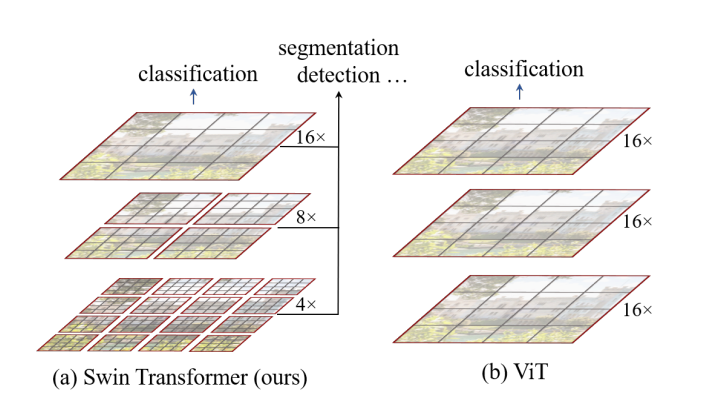 segmentation
detection …
classification
16×
8×
4×
(a) Swin Transformer (ours)
classification
16×
16×
16×
(b) ViT